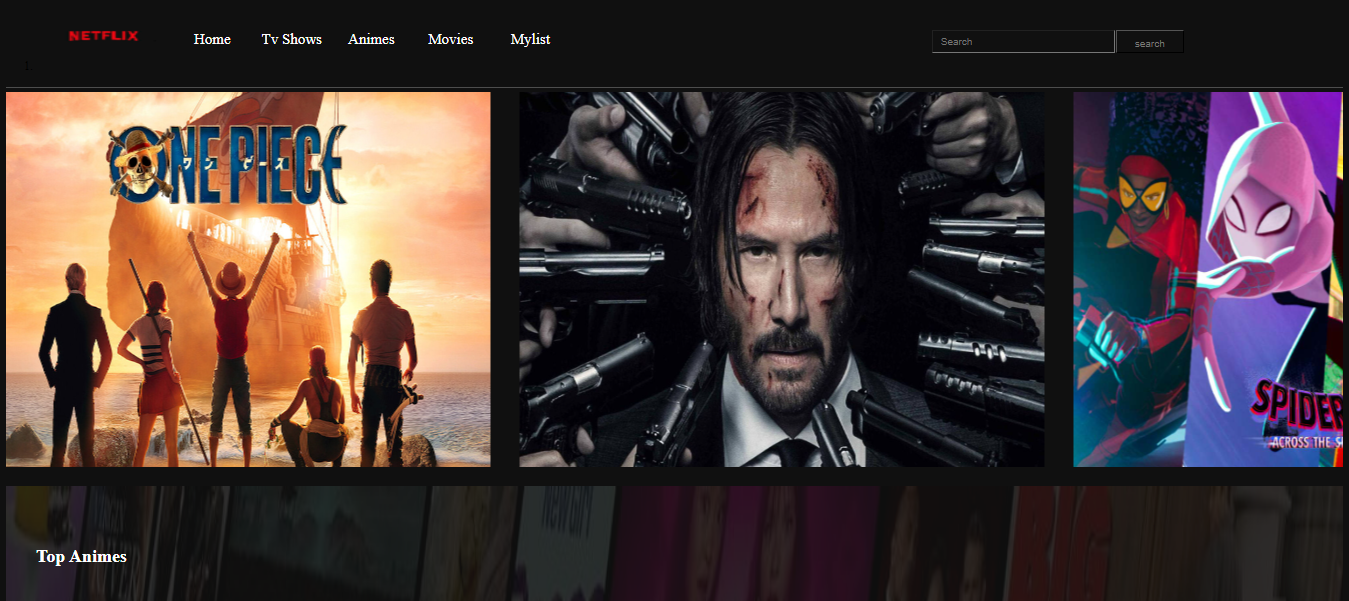 NETFLIX
Home
Tv Shows
Animes
Movies
Mylist
Search
search
ONE PIECE
ワンピース
SPIDER
ACROSS THE
Top Animes
BIG